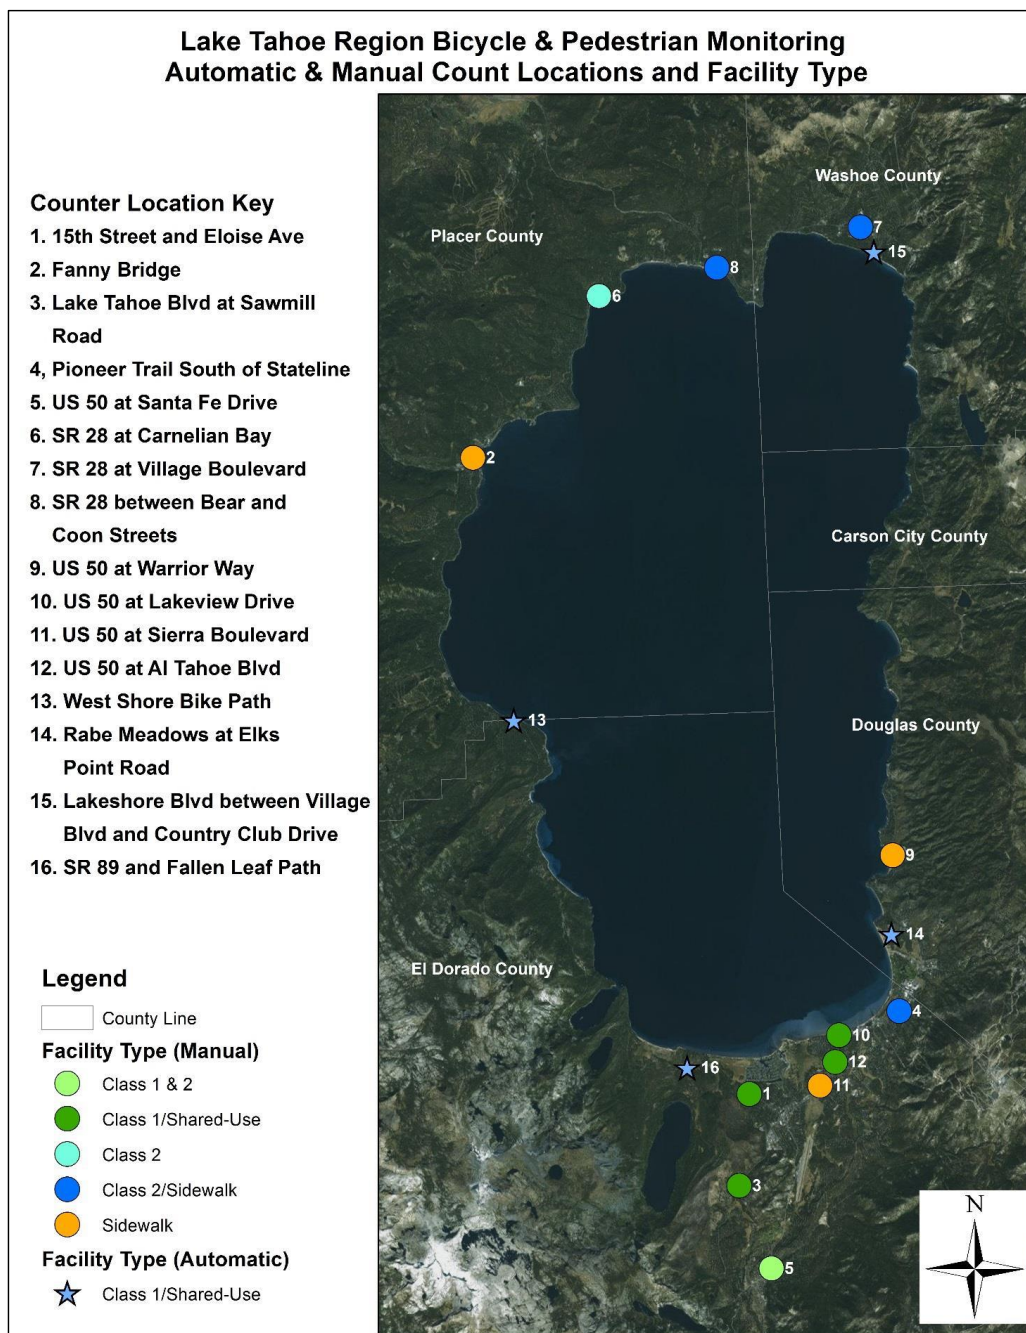 Lake Tahoe Region Bicycle & Pedestrian Monitoring
Automatic & Manual Count Locations and Facility Type
Counter Location Key
1. 15th Street and Eloise Ave
2. Fanny Bridge
3. Lake Tahoe Blvd at Sawmill
Road
4, Pioneer Trail South of Stateline
5. US 50 at Santa Fe Drive
6. SR 28 at Carnelian Bay
7. SR 28 at Village Boulevard
8. SR 28 between Bear and
Coon Streets
9. US 50 at Warrior Way
10. US 50 at Lakeview Drive
11. US 50 at Sierra Boulevard
12. US 50 at Al Tahoe Blvd
13. West Shore Bike Path
14. Rabe Meadows at Elks
Point Road
15. Lakeshore Blvd between Village
Blvd and Country Club Drive
16. SR 89 and Fallen Leaf Path
Legend
County Line
Facility Type (Manual)
Class 1 & 2
Class 1/Shared-Use
Class 2
Class 2/Sidewalk
Sidewalk
Facility Type (Automatic)
Class 1/Shared-Use
Washoe County
7
Placer County
15
8
6
2
Carson City County
13
Douglas County
9
14
El Dorado County
4
10
12
16
11
1
3
N
5